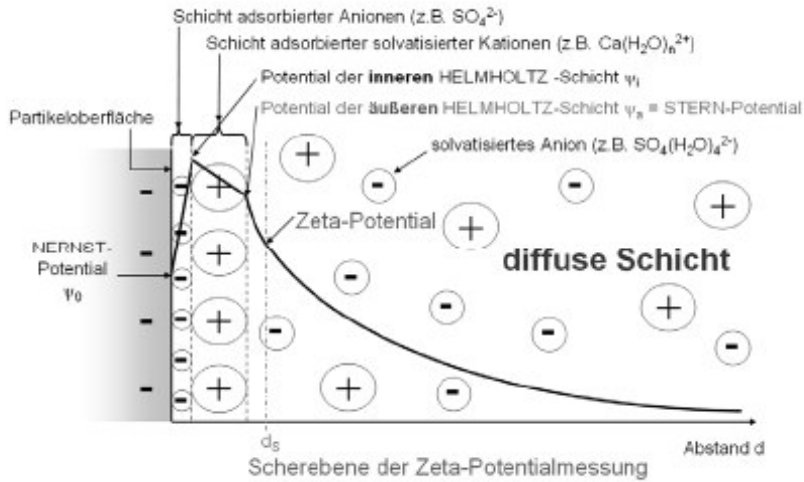 Schicht adsorbierter Anionen (z.B. SO₄²⁻)
Schicht adsorbierter solvatisierter Kationen (z.B. Ca(H₂O)ₙ²⁺)
Potential der inneren HELMHOLTZ -Schicht ψᵢ
Potential der äußeren HELMHOLTZ-Schicht ψₐ = STERN-Potential
Partikeloberfläche
solvatisiertes Anion (z.B. SO₄(H₂O)₄²⁻)
Zeta-Potential
NERNST-
Potential
ψ₀
diffuse Schicht
dₛ
Abstand d
Scherebene der Zeta-Potentialmessung